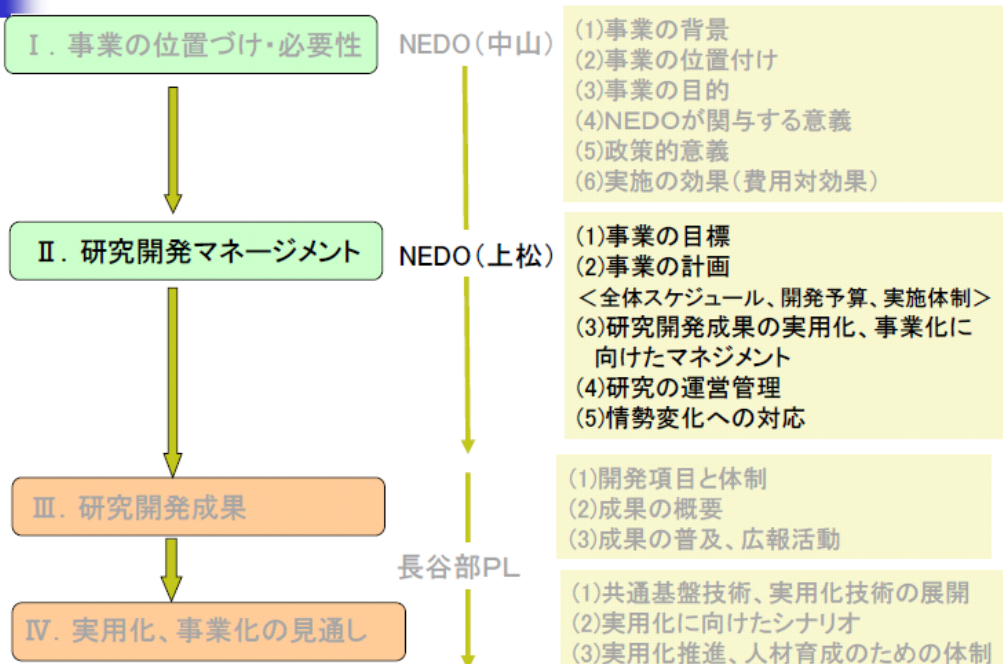 Ⅰ. 事業の位置づけ・必要性
NEDO(中山)
(1)事業の背景
(2)事業の位置付け
(3)事業の目的
(4)NEDOが関与する意義
(5)政策的意義
(6)実施の効果(費用対効果)
Ⅱ. 研究開発マネージメント
NEDO(上松)
(1)事業の目標
(2)事業の計画
<全体スケジュール、開発予算、実施体制>
(3)研究開発成果の実用化、事業化に
向けたマネジメント
(4)研究の運営管理
(5)情勢変化への対応
Ⅲ. 研究開発成果
(1)開発項目と体制
(2)成果の概要
(3)成果の普及、広報活動
長谷部PL
Ⅳ. 実用化、事業化の見通し
(1)共通基盤技術、実用化技術の展開
(2)実用化に向けたシナリオ
(3)実用化推進、人材育成のための体制